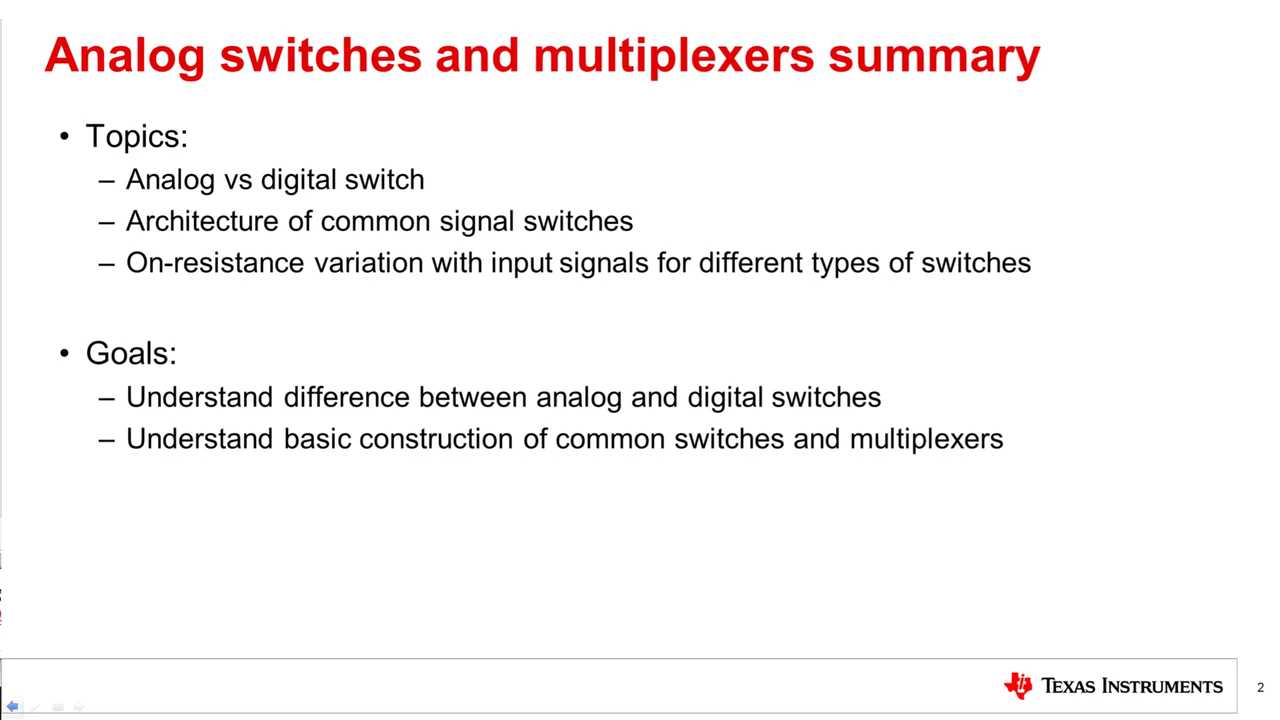 Analog switches and multiplexers summary
• Topics:
– Analog vs digital switch
– Architecture of common signal switches
– On-resistance variation with input signals for different types of switches
• Goals:
– Understand difference between analog and digital switches
– Understand basic construction of common switches and multiplexers
TEXAS INSTRUMENTS
2